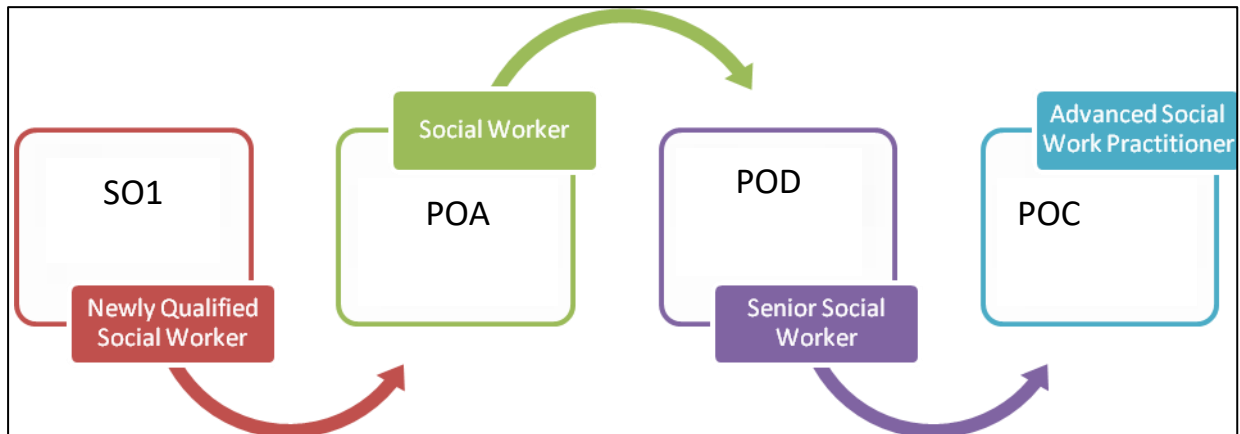 SO1
Newly Qualified
Social Worker
Social Worker
POA
POD
Senior Social
Worker
Advanced Social
Work Practitioner
POC